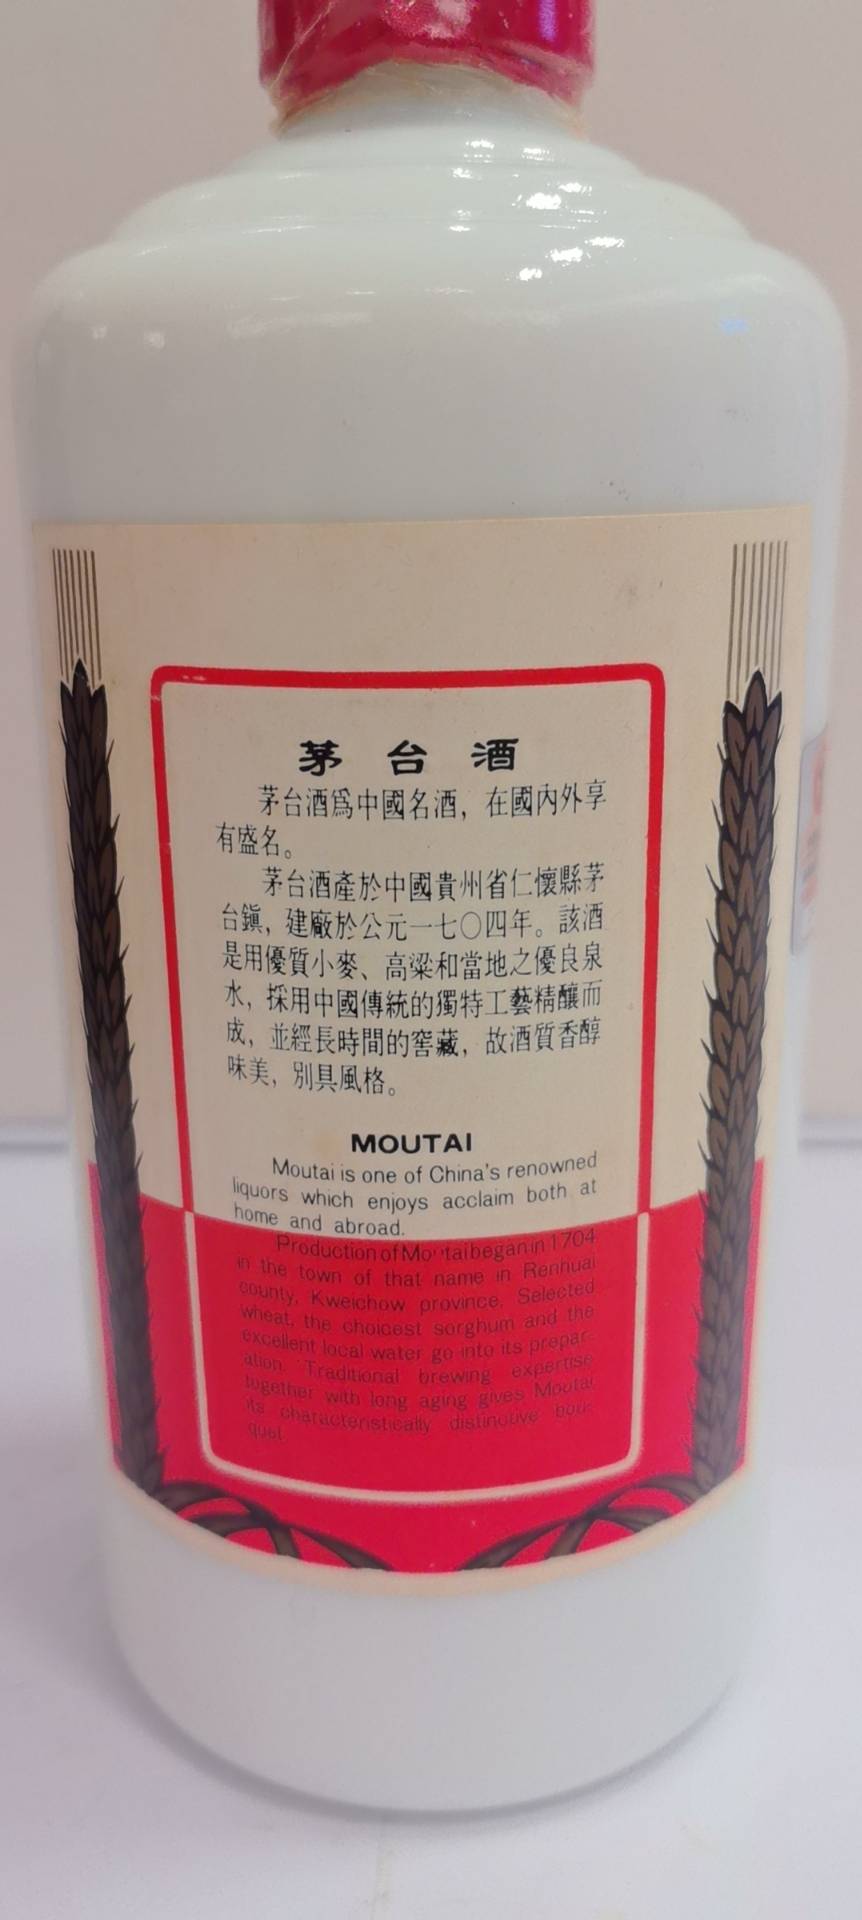 茅台酒
茅台酒爲中國名酒，在國內外享
有盛名。
茅台酒產於中國貴州省仁懷縣茅
台鎭，建廠於公元一七〇四年。該酒
是用優質小麥、高粱和當地之優良泉
水，採用中國傳統的獨特工藝精釀而
成，並經長時間的窖藏，故酒質香醇
味美，別具風格。
MOUTAI
Moutai is one of China's renowned
liquors which enjoys acclaim both at
home and abroad.
Production of Moutai began in 1704
in the town of that name in Renhuai
county, Kweichow province. Selected
wheat, the choicest sorghum and the
excellent local water go into its prepar-
ation. Traditional brewing expertise
together with long aging gives Moutai
its characteristically distinctive bou-
quet.